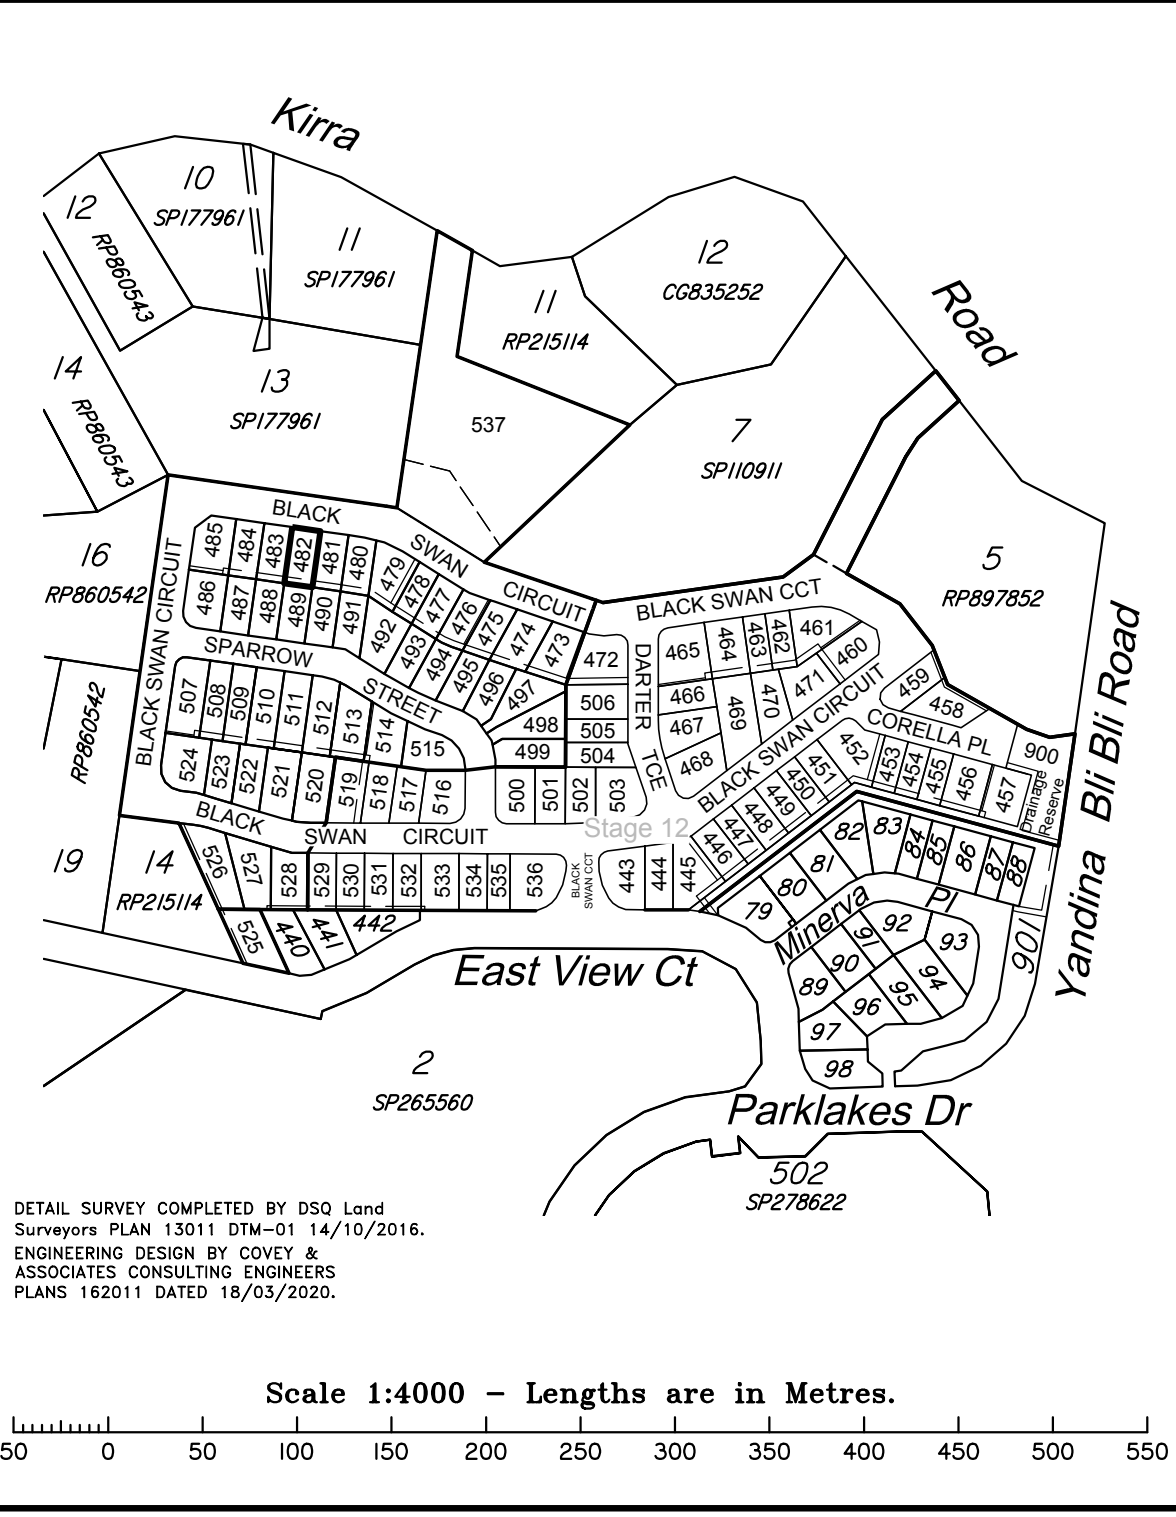 Kirra
10
SP177961
12
RP860543
11
SP177961
12
CG835252
11
RP215114
Road
14
RP860543
13
SP177961
537
7
SP110911
5
RP897852
16
RP860542
RP860542
BLACK
SWAN
CIRCUIT
BLACK SWAN CCT
BLACK SWAN CIRCUIT
485
484
483
482
481
480
479
478
477
476
475
474
473
486
487
488
489
490
491
492
493
494
495
496
497
498
499
SPARROW
STREET
472
506
505
504
DARTER
TCE
465
464
463
462
461
460
466
467
468
469
470
471
BLACK SWAN CIRCUIT
459
458
CORELLA PL
900
Drainage
Reserve
507
508
509
510
511
512
513
514
515
524
523
522
521
520
519
518
517
516
500
501
502
503
452
453
454
455
456
457
451
450
449
448
447
446
BLACK
SWAN
CIRCUIT
Stage 12
BLACK
SWAN CCT
526
527
528
529
530
531
532
533
534
535
536
443
444
445
525
440
441
442
19
14
RP215114
79
80
81
82
83
84
85
86
87
88
Minerva
Pl
89
90
91
92
93
94
95
96
97
98
901
Yandina Bli Bli Road
East View Ct
2
SP265560
Parklakes Dr
502
SP278622
DETAIL SURVEY COMPLETED BY DSQ Land
Surveyors PLAN 13011 DTM-01 14/10/2016.
ENGINEERING DESIGN BY COVEY &
ASSOCIATES CONSULTING ENGINEERS
PLANS 162011 DATED 18/03/2020.
Scale 1:4000 - Lengths are in Metres.
50 0 50 100 150 200 250 300 350 400 450 500 550